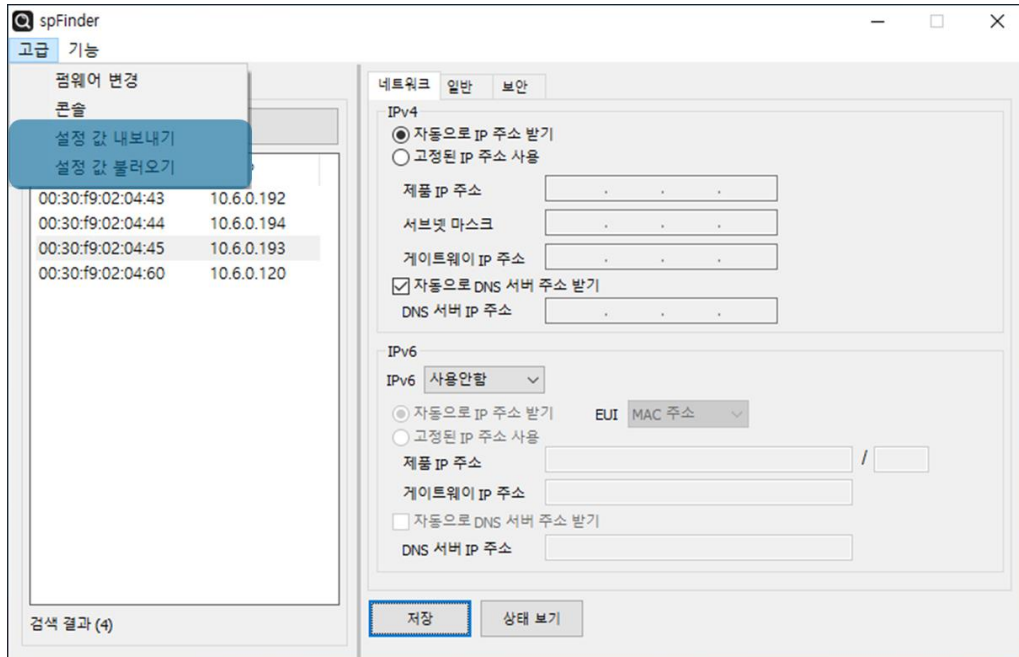 spFinder
고급 기능
펌웨어 변경
콘솔
설정 값 내보내기
설정 값 불러오기
00:30:f9:02:04:43 10.6.0.192
00:30:f9:02:04:44 10.6.0.194
00:30:f9:02:04:45 10.6.0.193
00:30:f9:02:04:60 10.6.0.120
검색 결과 (4)
네트워크 일반 보안
IPv4
자동으로 IP 주소 받기
고정된 IP 주소 사용
제품 IP 주소 . . .
서브넷 마스크 . . .
게이트웨이 IP 주소 . . .
자동으로 DNS 서버 주소 받기
DNS 서버 IP 주소 . . .
IPv6
IPv6 사용안함
자동으로 IP 주소 받기 EUI MAC 주소
고정된 IP 주소 사용
제품 IP 주소 /
게이트웨이 IP 주소
자동으로 DNS 서버 주소 받기
DNS 서버 IP 주소
저장 상태 보기